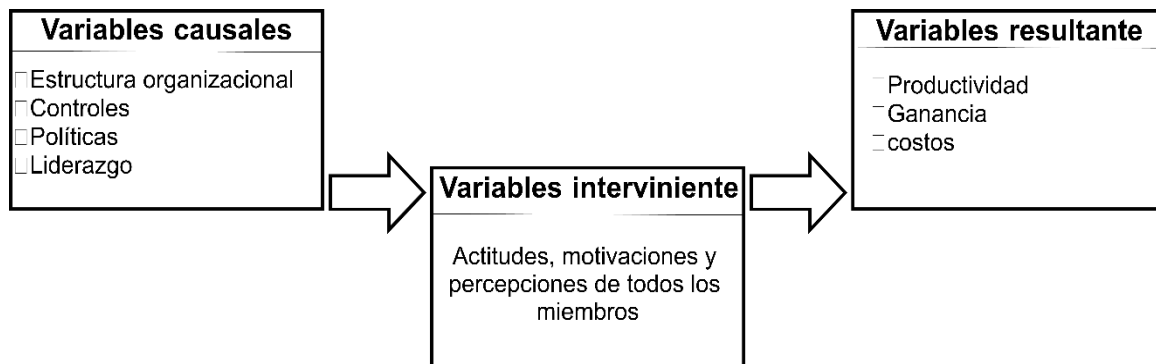 Variables causales
Estructura organizacional
Controles
Políticas
Liderazgo
Variables interviniente
Actitudes, motivaciones y
percepciones de todos los
miembros
Variables resultante
Productividad
Ganancia
costos